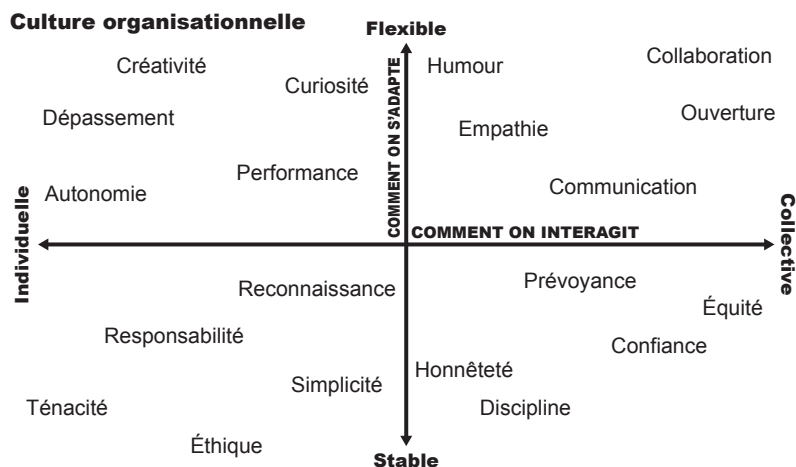 Culture organisationnelle
Flexible
Créativité
Curiosité
Humour
Collaboration
Dépassement
Empathie
Ouverture
Autonomie
Performance
Communication
COMMENT ON S'ADAPTE
Individuelle
COMMENT ON INTERAGIT
Collective
Reconnaissance
Prévoyance
Équité
Responsabilité
Confiance
Simplicité
Honnêteté
Ténacité
Discipline
Éthique
Stable